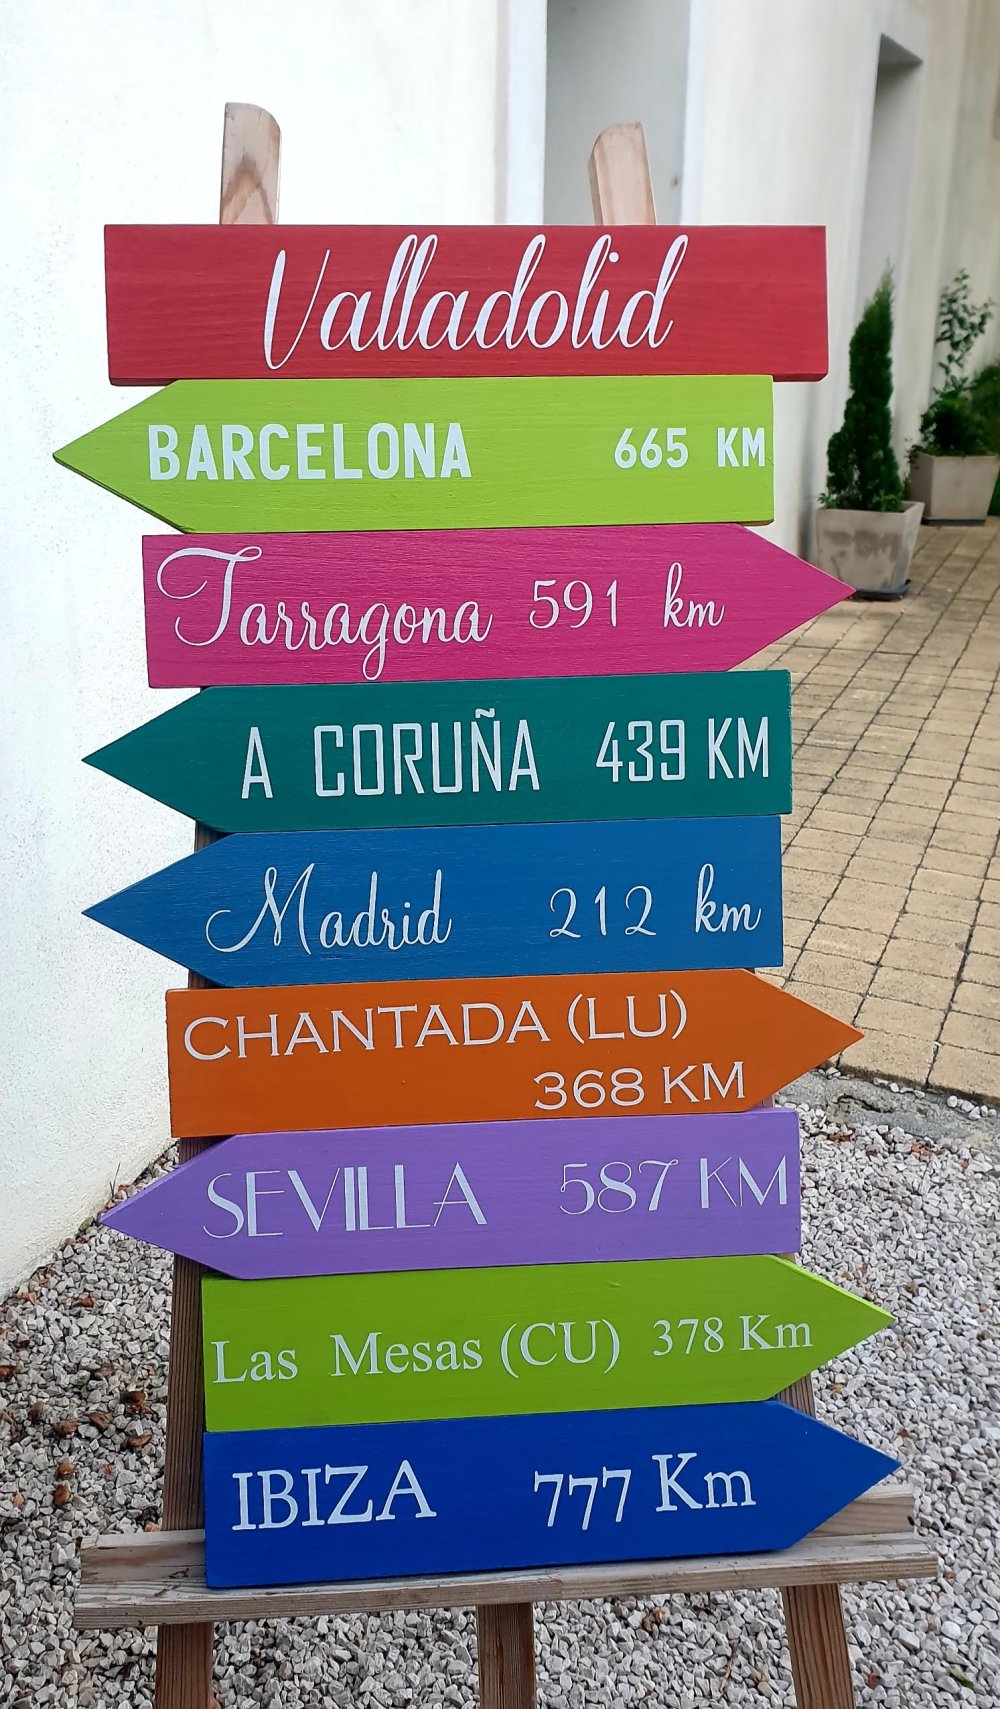 Valladolid
BARCELONA 665 KM
Tarragona 591 km
A CORUÑA 439 KM
Madrid 212 km
CHANTADA (LU)
368 KM
SEVILLA 587 KM
Las Mesas (CU) 378 Km
IBIZA 777 Km